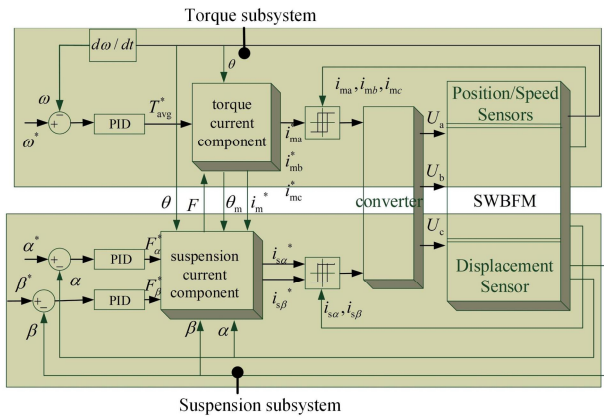 Torque subsystem
dω / dt
θ
ω
ω*
+
−
PID
T*avg
torque
current
component
i*ma
i*mb
i*mc
ima, imb, imc
converter
Ua
Ub
Uc
Position/Speed
Sensors
SWBFM
Displacement
Sensor
θ
F
θm
im*
α*
+
−
α
PID
F*α
β*
+
−
β
PID
F*β
suspension
current
component
isα*
isβ*
isα, isβ
β
α
Suspension subsystem